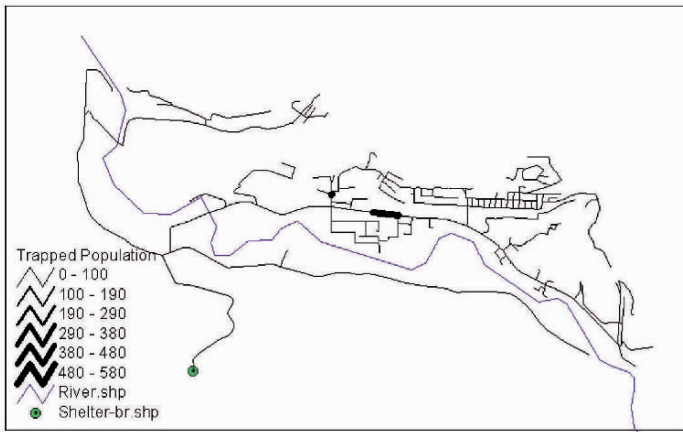 Trapped Population
0 - 100
100 - 190
190 - 290
290 - 380
380 - 480
480 - 580
River.shp
Shelter-br.shp